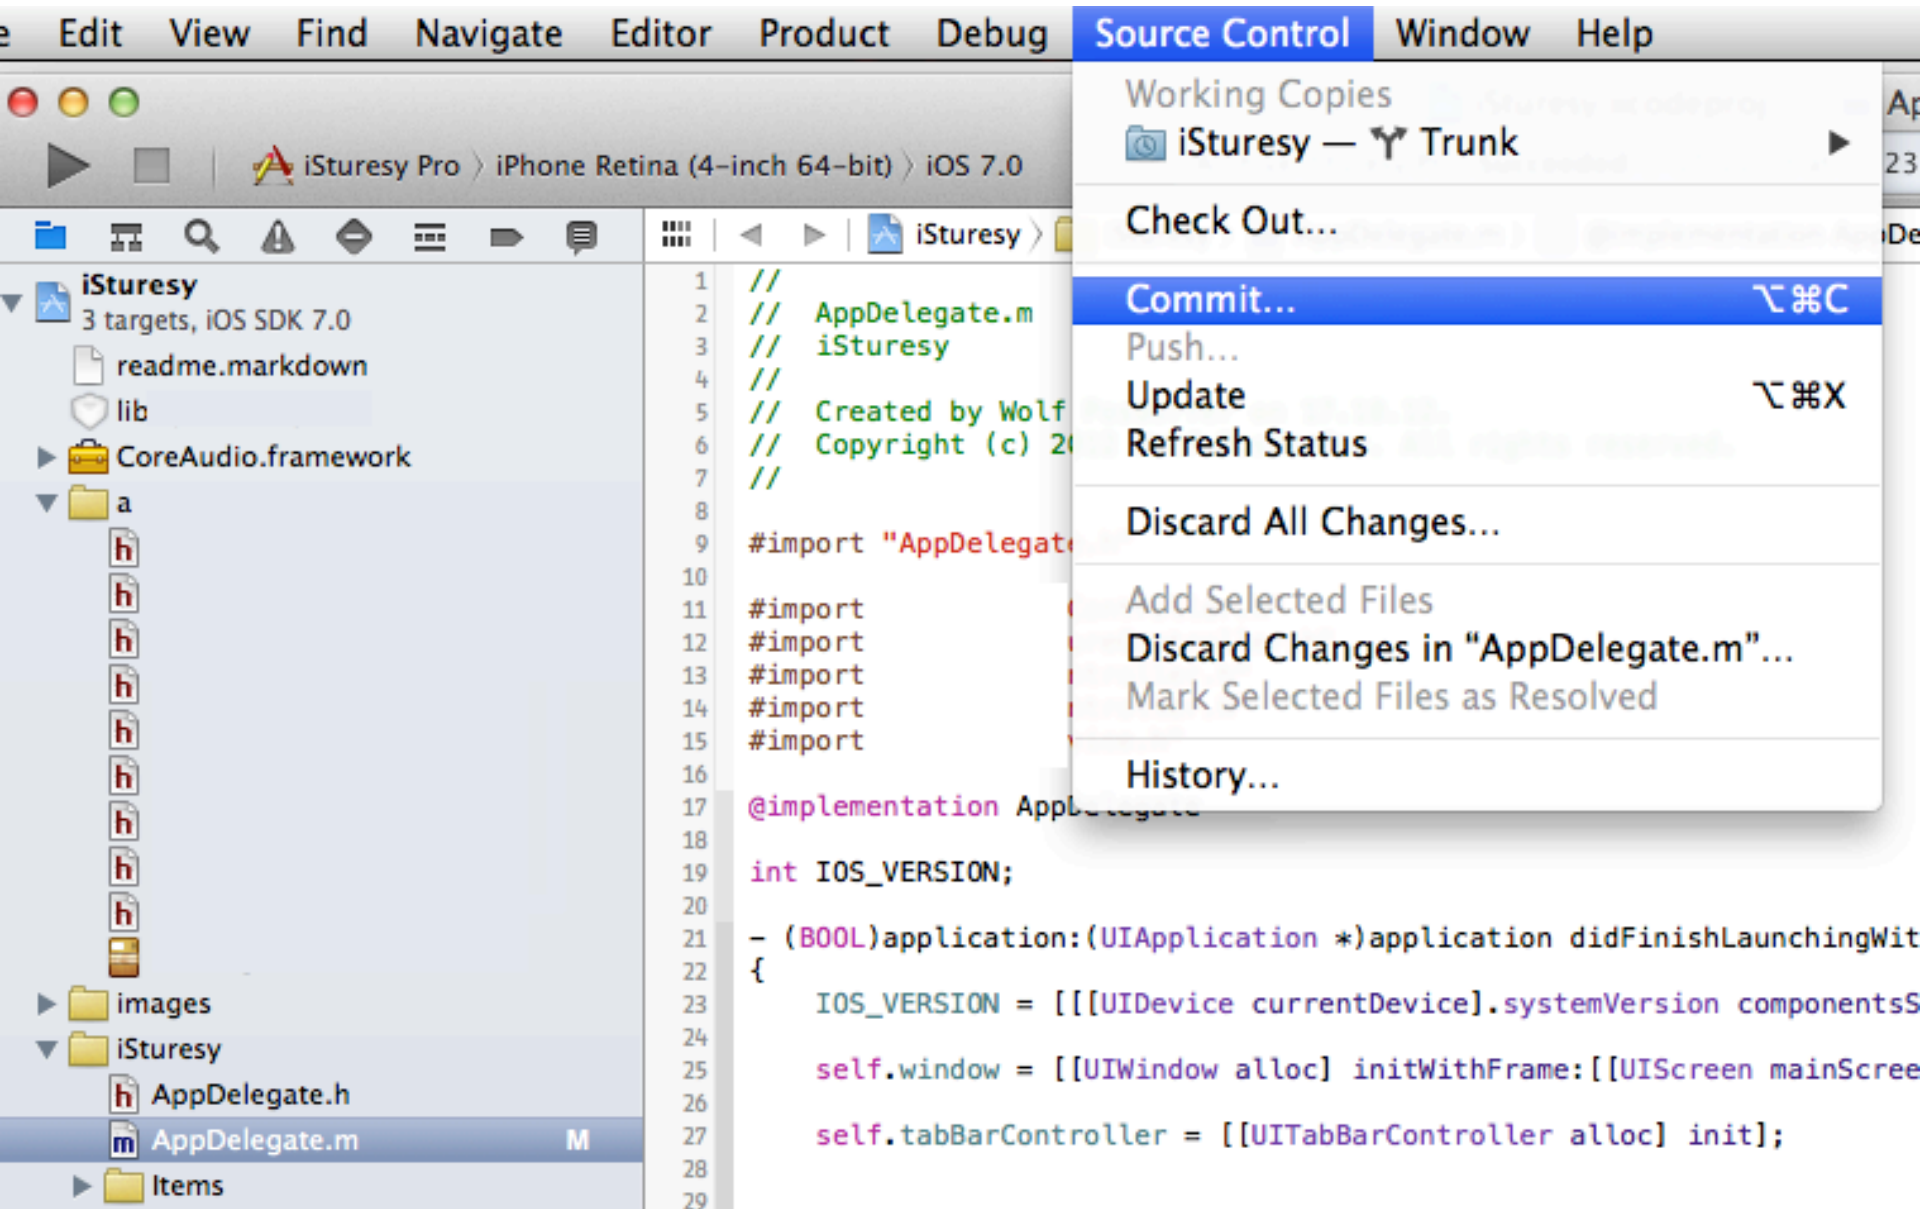 Edit View Find Navigate Editor Product Debug Source Control Window Help
Working Copies
iSturesy — Trunk
Check Out...
Commit... ⌥⌘C
Push...
Update ⌥⌘X
Refresh Status
Discard All Changes...
Add Selected Files
Discard Changes in “AppDelegate.m”...
Mark Selected Files as Resolved
History...
iSturesy Pro 〉 iPhone Retina (4-inch 64-bit) 〉 iOS 7.0
23
iSturesy
3 targets, iOS SDK 7.0
readme.markdown
lib
CoreAudio.framework
a
h
h
h
h
h
h
h
h
h
images
iSturesy
h AppDelegate.h
m AppDelegate.m M
Items
iSturesy 〉
1 //
2 // AppDelegate.m
3 // iSturesy
4 //
5 // Created by Wolf
6 // Copyright (c)
7 //
8
9 #import "AppDelegate
10
11 #import
12 #import
13 #import
14 #import
15 #import
16
17 @implementation AppDelegate
18
19 int IOS_VERSION;
20
21 - (BOOL)application:(UIApplication *)application didFinishLaunchingWit
22 {
23 IOS_VERSION = [[[UIDevice currentDevice].systemVersion componentsS
24
25 self.window = [[UIWindow alloc] initWithFrame:[[UIScreen mainScree
26
27 self.tabBarController = [[UITabBarController alloc] init];
28
29